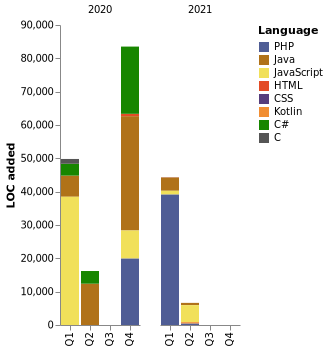 2020 2021
Language
PHP
Java
JavaScript
HTML
CSS
Kotlin
C#
C
LOC added
90,000
80,000
70,000
60,000
50,000
40,000
30,000
20,000
10,000
0
Q1 Q2 Q3 Q4 Q1 Q2 Q3 Q4